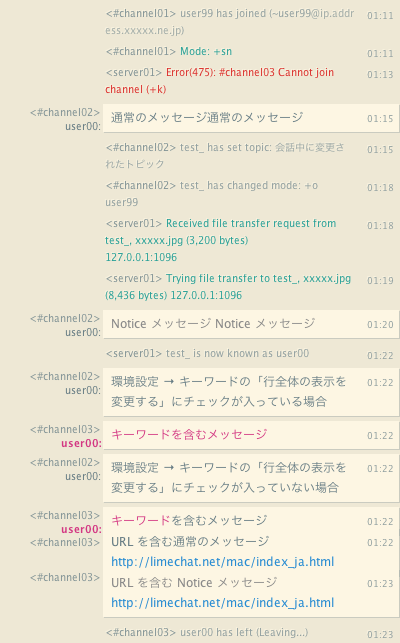 <#channel01> user99 has joined (~user99@ip.addr 01:11
ess.xxxxx.ne.jp)
<#channel01> Mode: +sn 01:11
<server01> Error(475): #channel03 Cannot join 01:13
channel (+k)
<#channel02> 通常のメッセージ通常のメッセージ 01:15
user00:
<#channel02> test_ has set topic: 会話中に変更さ 01:15
れたトピック
<#channel02> test_ has changed mode: +o 01:18
user99
<server01> Received file transfer request from 01:18
test_, xxxxx.jpg (3,200 bytes)
127.0.0.1:1096
<server01> Trying file transfer to test_, xxxxx.jpg 01:19
(8,436 bytes) 127.0.0.1:1096
<#channel02> Notice メッセージ Notice メッセージ 01:20
user00:
<server01> test_ is now known as user00 01:22
<#channel02> 環境設定 → キーワードの「行全体の表示を 01:22
user00: 変更する」にチェックが入っている場合
<#channel03> キーワードを含むメッセージ 01:22
user00:
<#channel02> 環境設定 → キーワードの「行全体の表示を 01:22
user00: 変更する」にチェックが入っていない場合
<#channel03> キーワードを含むメッセージ 01:22
user00:
<#channel03> URL を含む通常のメッセージ 01:22
http://limechat.net/mac/index_ja.html
<#channel03> URL を含む Notice メッセージ 01:23
http://limechat.net/mac/index_ja.html
<#channel03> user00 has left (Leaving...) 01:23